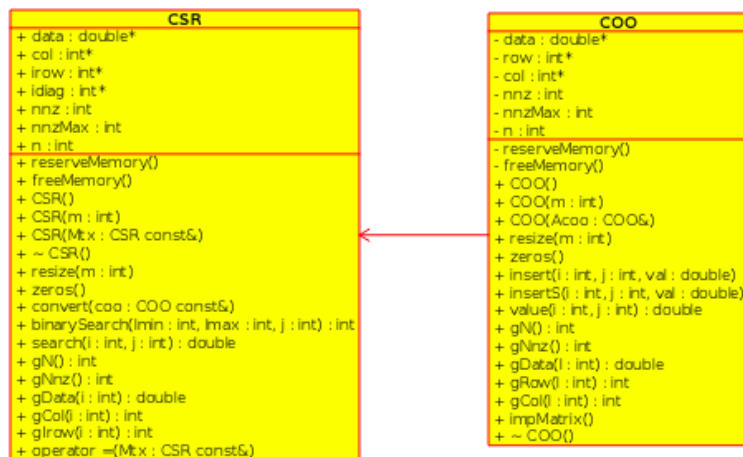 CSR
+ data : double*
+ col : int*
+ irow : int*
+ idiag : int*
+ nnz : int
+ nnzMax : int
+ n : int
+ reserveMemory()
+ freeMemory()
+ CSR()
+ CSR(m : int)
+ CSR(Mtx : CSR const&)
+ ~ CSR()
+ resize(m : int)
+ zeros()
+ convert(coo : COO const&)
+ binarySearch(Imin : int, Imax : int, j : int) : int
+ search(i : int, j : int) : double
+ gN() : int
+ gNnz() : int
+ gData(i : int) : double
+ gCol(i : int) : int
+ gIrow(i : int) : int
+ operator =(Mtx : CSR const&)
COO
- data : double*
- row : int*
- col : int*
- nnz : int
- nnzMax : int
- n : int
- reserveMemory()
- freeMemory()
+ COO()
+ COO(m : int)
+ COO(Acoo : COO&)
+ resize(m : int)
+ zeros()
+ insert(i : int, j : int, val : double)
+ insertS(i : int, j : int, val : double)
+ value(i : int, j : int) : double
+ gN() : int
+ gNnz() : int
+ gData(l : int) : double
+ gRow(l : int) : int
+ gCol(l : int) : int
+ impMatrix()
+ ~ COO()